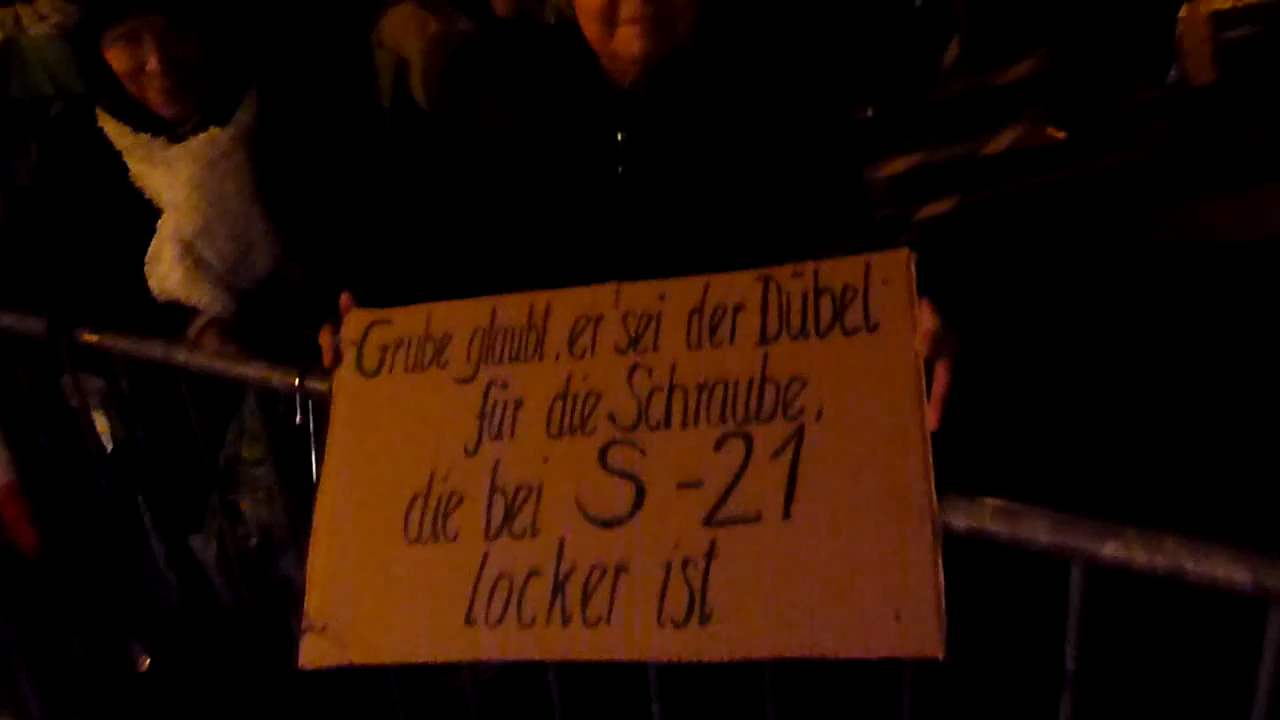 Grube glaubt, er sei der Dübel
für die Schraube,
die bei S-21
locker ist